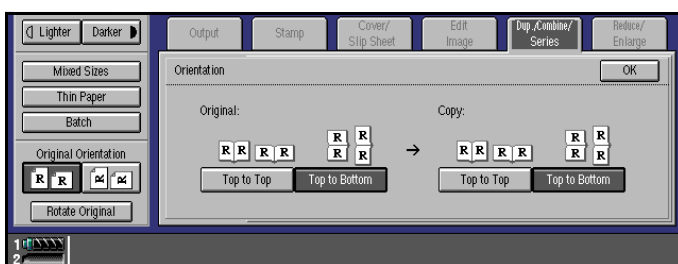 Lighter Darker
Output Stamp Cover/ Slip Sheet Edit Image Dup./Combine/ Series Reduce/ Enlarge
Mixed Sizes
Thin Paper
Batch
Original Orientation
R R R R
Rotate Original
Orientation OK
Original: Copy:
R R R R R R R R → R R R R R R R R
Top to Top Top to Bottom Top to Top Top to Bottom
1
2